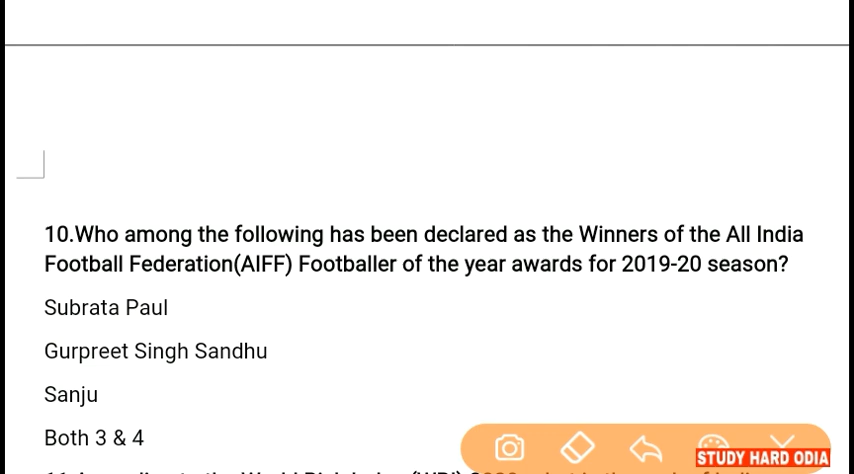 10.Who among the following has been declared as the Winners of the All India
Football Federation(AIFF) Footballer of the year awards for 2019-20 season?
Subrata Paul
Gurpreet Singh Sandhu
Sanju
Both 3 & 4
STUDY HARD ODIA